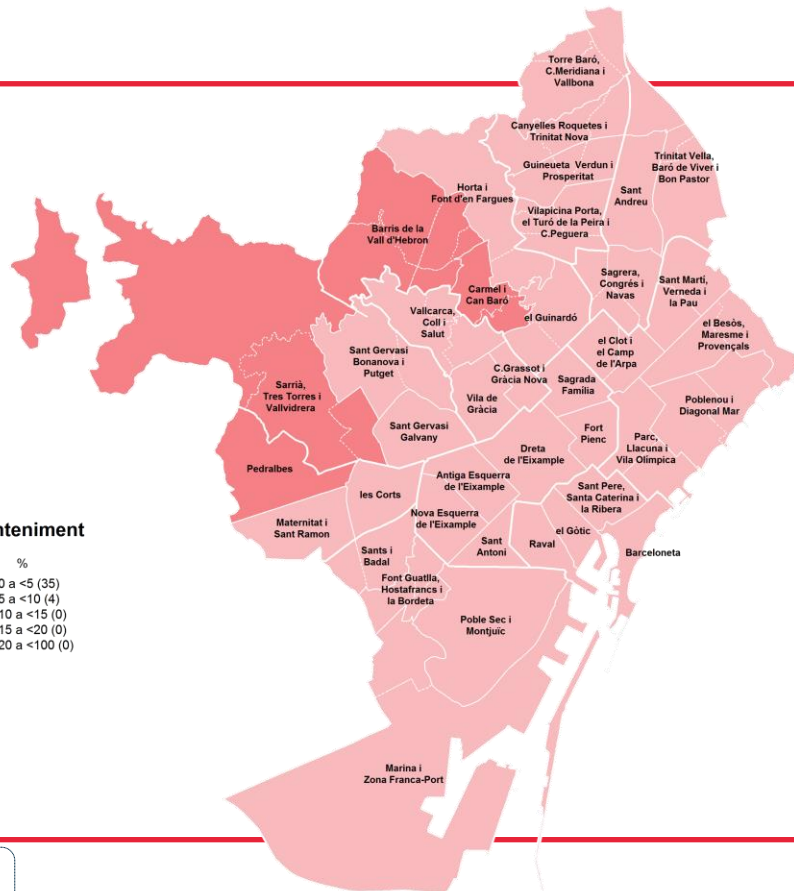 Torre Baró,
C.Meridiana i
Vallbona
Canyelles Roquetes i
Trinitat Nova
Guineueta Verdun i
Prosperitat
Trinitat Vella,
Baró de Viver i
Bon Pastor
Horta i
Font d'en Fargues
Sant
Andreu
Vilapicina Porta,
el Turó de la Peira i
C.Peguera
Barris de la
Vall d'Hebron
Carmel i
Can Baró
Sagrera,
Congrés i
Navas
Sant Martí,
Verneda i
la Pau
Vallcarca,
Coll i
Salut
el Guinardó
el Besòs,
Maresme i
Provençals
Sant Gervasi
Bonanova i
Putget
el Clot i
el Camp
de l'Arpa
C.Grassot i
Gràcia Nova
Sagrada
Família
Sarrià,
Tres Torres i
Vallvidrera
Vila de
Gràcia
Poblenou i
Diagonal Mar
Sant Gervasi
Galvany
Fort
Pienc
Parc,
Llacuna i
Vila Olímpica
Dreta
de l'Eixample
Pedralbes
Antiga Esquerra
de l'Eixample
Sant Pere,
Santa Caterina i
la Ribera
les Corts
Nova Esquerra
de l'Eixample
Maternitat i
Sant Ramon
el Gòtic
Sant
Antoni
Raval
Barceloneta
Sants i
Badal
Font Guatlla,
Hostafrancs i
la Bordeta
Poble Sec i
Montjuïc
Marina i
Zona Franca-Port
nteniment
%
0 a <5 (35)
5 a <10 (4)
10 a <15 (0)
15 a <20 (0)
20 a <100 (0)